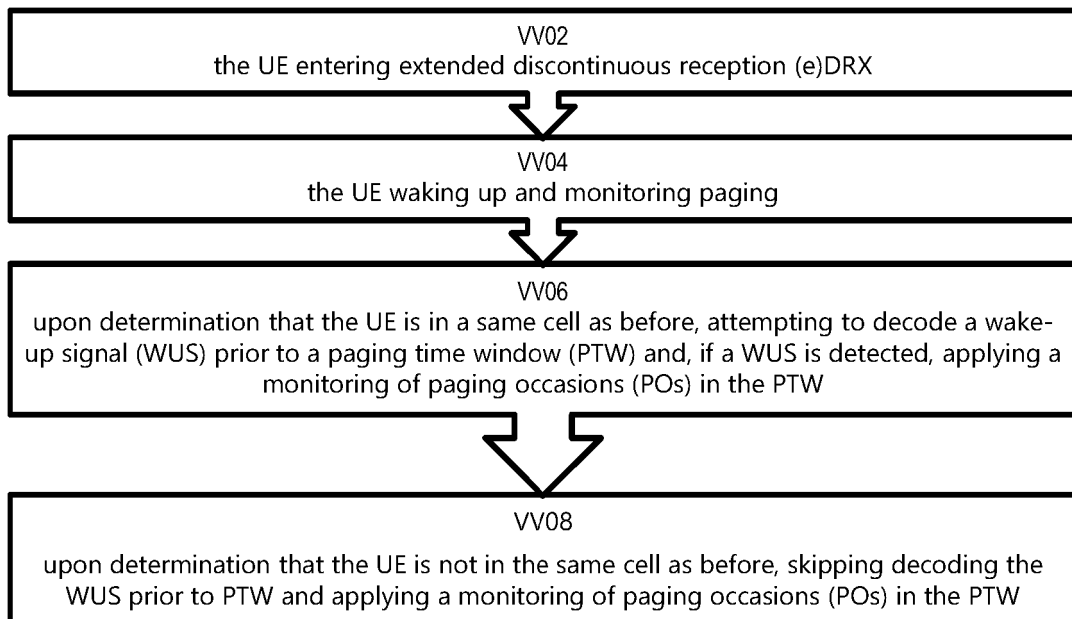 VV02
the UE entering extended discontinuous reception (e)DRX
VV04
the UE waking up and monitoring paging
VV06
upon determination that the UE is in a same cell as before, attempting to decode a wake-
up signal (WUS) prior to a paging time window (PTW) and, if a WUS is detected, applying a
monitoring of paging occasions (POs) in the PTW
VV08
upon determination that the UE is not in the same cell as before, skipping decoding the
WUS prior to PTW and applying a monitoring of paging occasions (POs) in the PTW